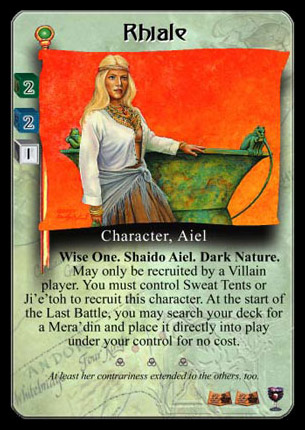 Rhiale
2
2
1
Character, Aiel
Wise One. Shaido Aiel. Dark Nature.
May only be recruited by a Villain
player. You must control Sweat Tents or
Ji'e'toh to recruit this character. At the start of
the Last Battle, you may search your deck for
a Mera'din and place it directly into play
under your control for no cost.
At least her contrariness extended to the others, too.